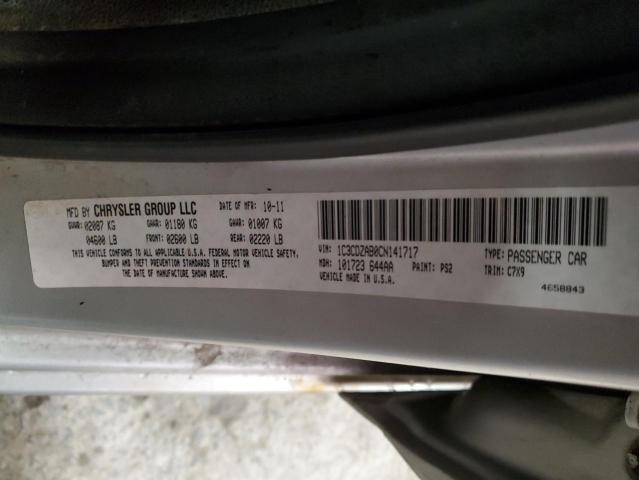 MFD BY CHRYSLER GROUP LLC DATE OF MFR: 10-11
GVWR: 02087 KG GAWR: 01180 KG GAWR: 01007 KG
04600 LB FRONT: 02600 LB REAR: 02220 LB
THIS VEHICLE CONFORMS TO ALL APPLICABLE FEDERAL MOTOR VEHICLE SAFETY,
BUMPER AND THEFT PREVENTION STANDARDS IN EFFECT ON
THE DATE OF MANUFACTURE SHOWN ABOVE.
VIN: 1C3CDZAB0CN141717 TYPE: PASSENGER CAR
MDH: 101723 644AA PAINT: PS2 TRIM: C7X9
VEHICLE MADE IN U.S.A.
4658843